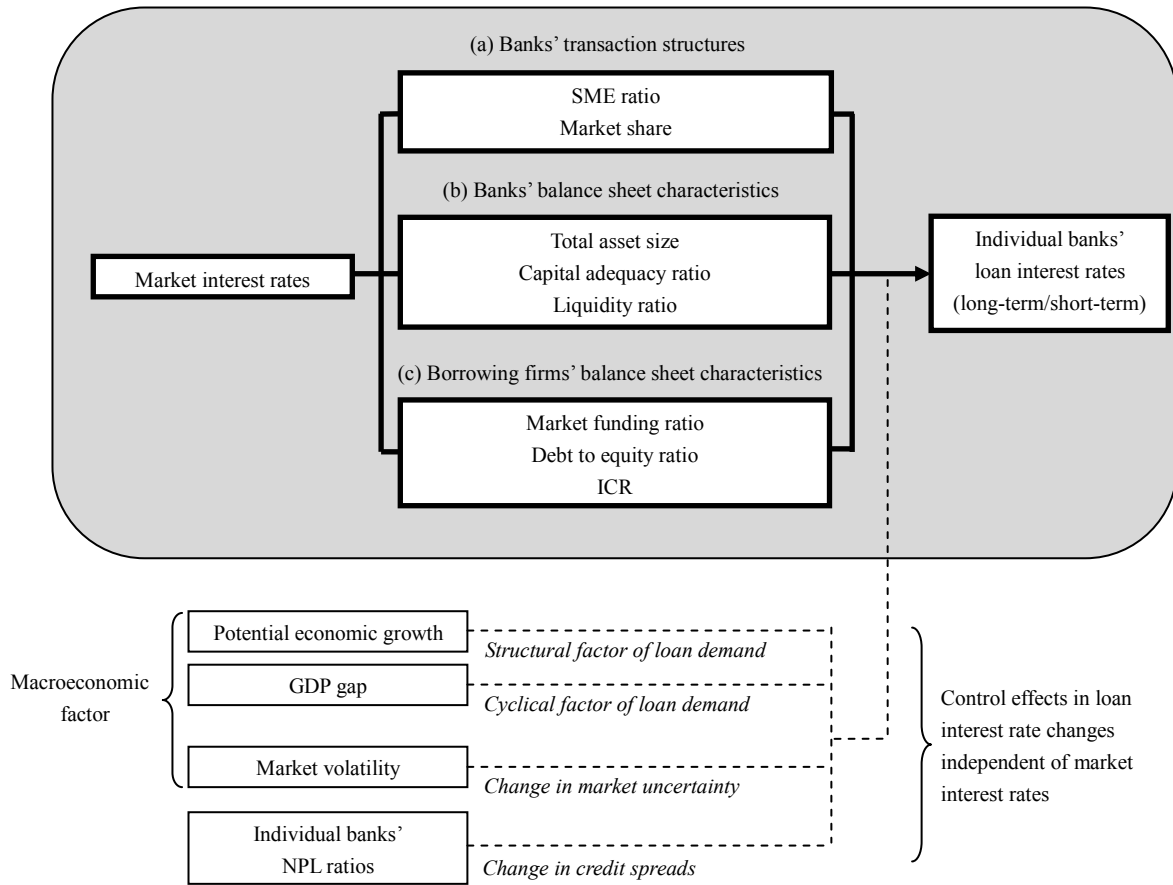 (a) Banks’ transaction structures
SME ratio
Market share
(b) Banks’ balance sheet characteristics
Total asset size
Capital adequacy ratio
Liquidity ratio
Market interest rates
Individual banks’
loan interest rates
(long-term/short-term)
(c) Borrowing firms’ balance sheet characteristics
Market funding ratio
Debt to equity ratio
ICR
Macroeconomic
factor
Potential economic growth
Structural factor of loan demand
GDP gap
Cyclical factor of loan demand
Market volatility
Change in market uncertainty
Individual banks’
NPL ratios
Change in credit spreads
Control effects in loan
interest rate changes
independent of market
interest rates